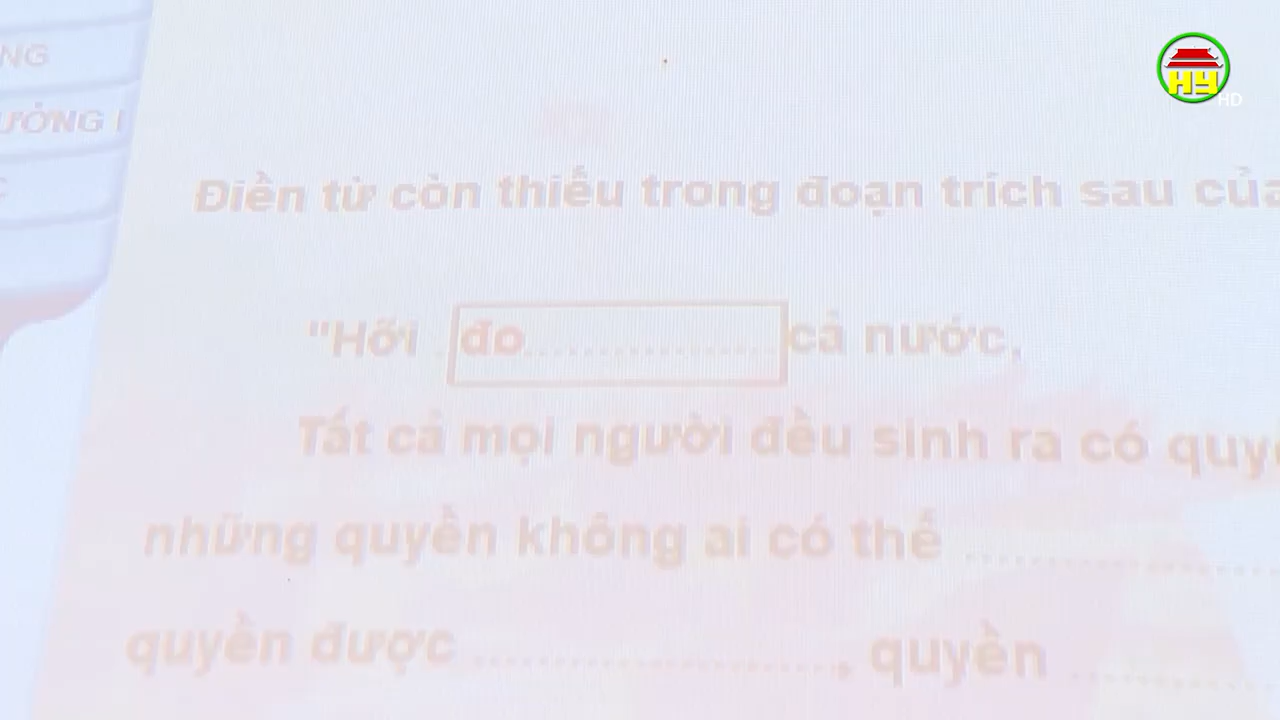 NG
ƯỞNG I
C
HY
HD
Điền từ còn thiếu trong đoạn trích sau của
"Hỡi .đo........................cả nước,
Tất cả mọi người đều sinh ra có quyề
những quyền không ai có thể ....................
quyền được ............................, quyền ............